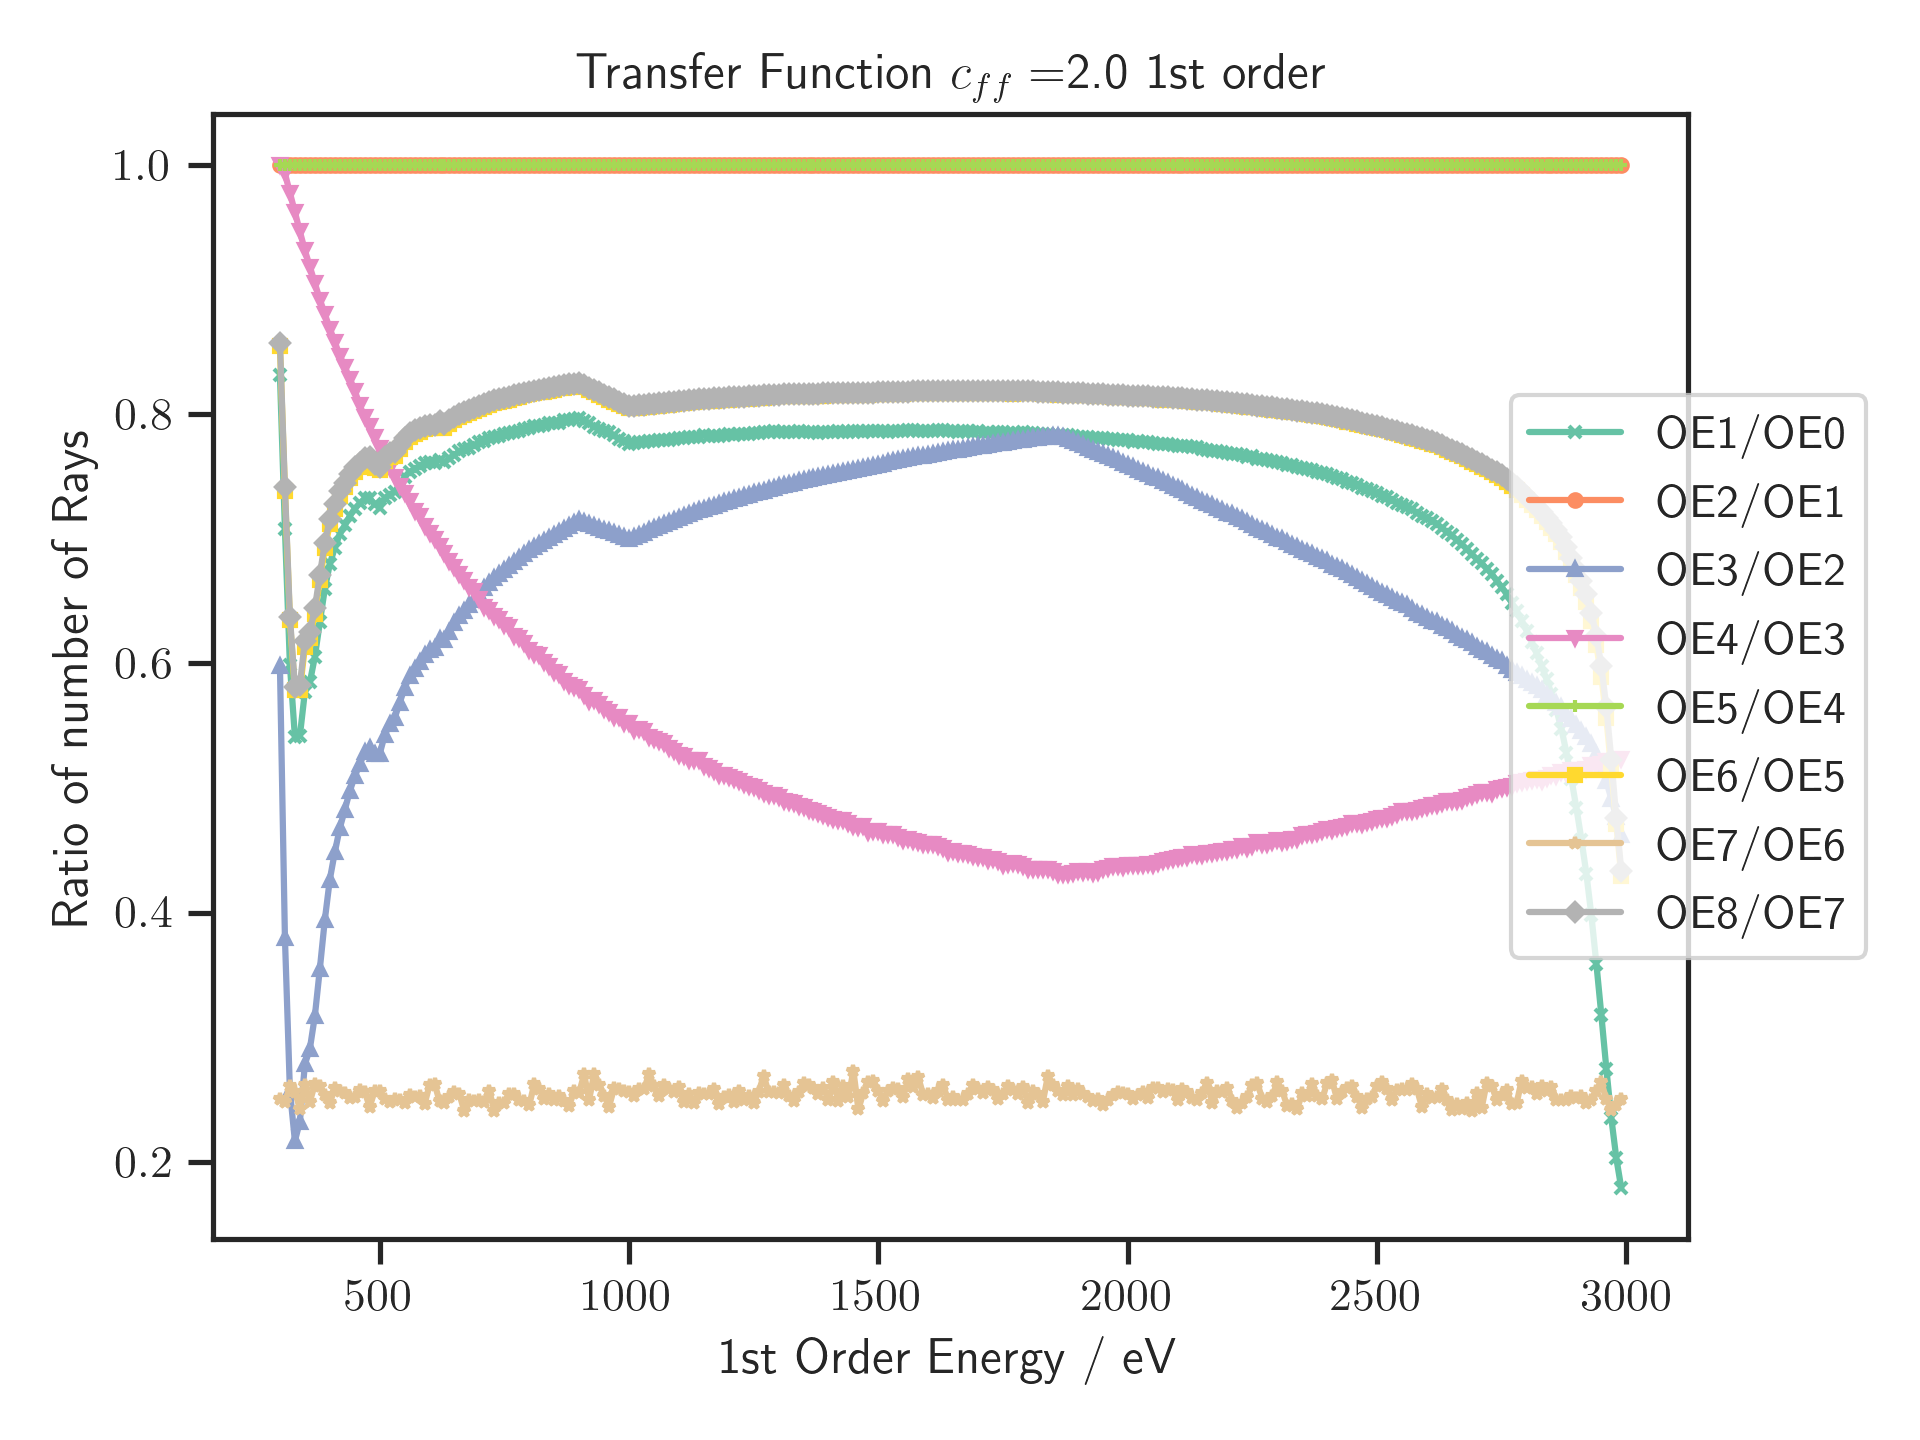 Transfer Function c_ff =2.0 1st order
Ratio of number of Rays
1.0
0.8
0.6
0.4
0.2
500 1000 1500 2000 2500 3000
1st Order Energy / eV
OE1/OE0
OE2/OE1
OE3/OE2
OE4/OE3
OE5/OE4
OE6/OE5
OE7/OE6
OE8/OE7